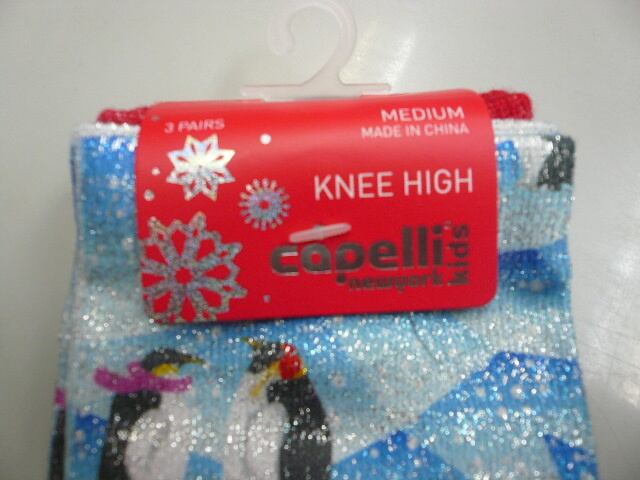 3 PAIRS
MEDIUM
MADE IN CHINA
KNEE HIGH
capelli
newyork
kids